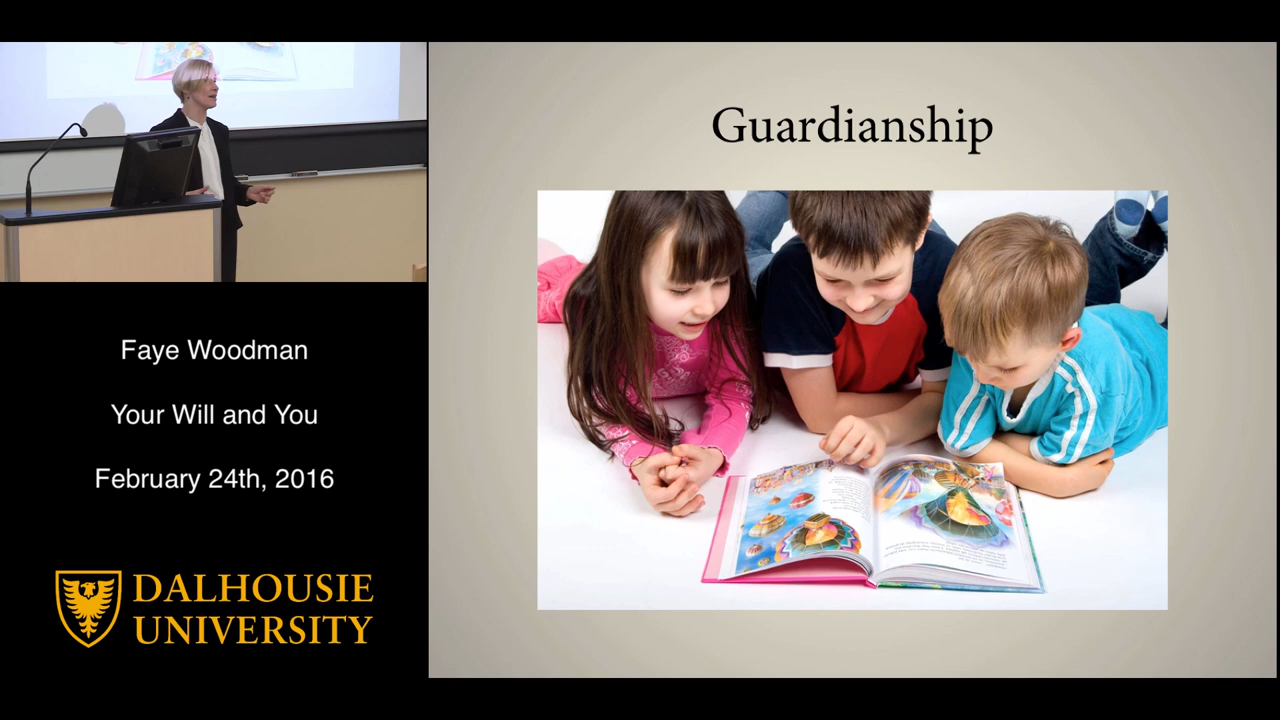 Guardianship
Faye Woodman
Your Will and You
February 24th, 2016
DALHOUSIE
UNIVERSITY